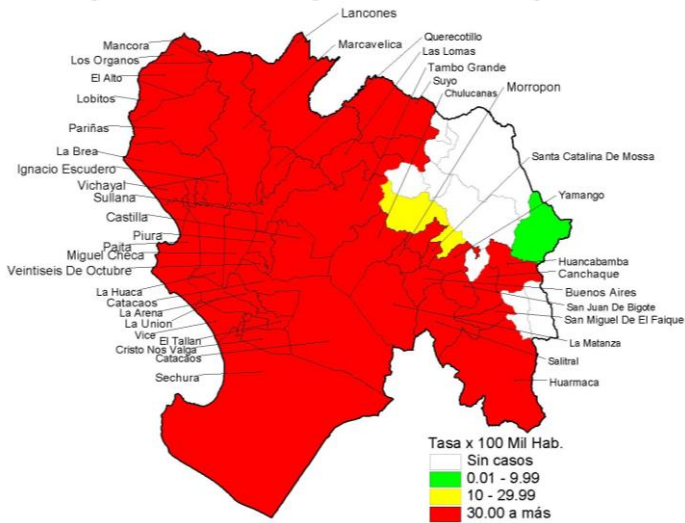 Lancones
Mancora
Marcavelica
Querecotillo
Los Organos
Las Lomas
El Alto
Tambo Grande
Suyo
Morropon
Lobitos
Chulucanas
Pariñas
Santa Catalina De Mossa
La Brea
Ignacio Escudero
Yamango
Vichayal
Sullana
Castilla
Piura
Paita
Miguel Checa
Huancabamba
Veintiseis De Octubre
Canchaque
La Huaca
Buenos Aires
Catacaos
San Juan De Bigote
La Arena
San Miguel De El Faique
La Union
Vice
El Tallan
La Matanza
Cristo Nos Valga
Catacaos
Salitral
Sechura
Huarmaca
Tasa x 100 Mil Hab.
Sin casos
0.01 - 9.99
10 - 29.99
30.00 a más